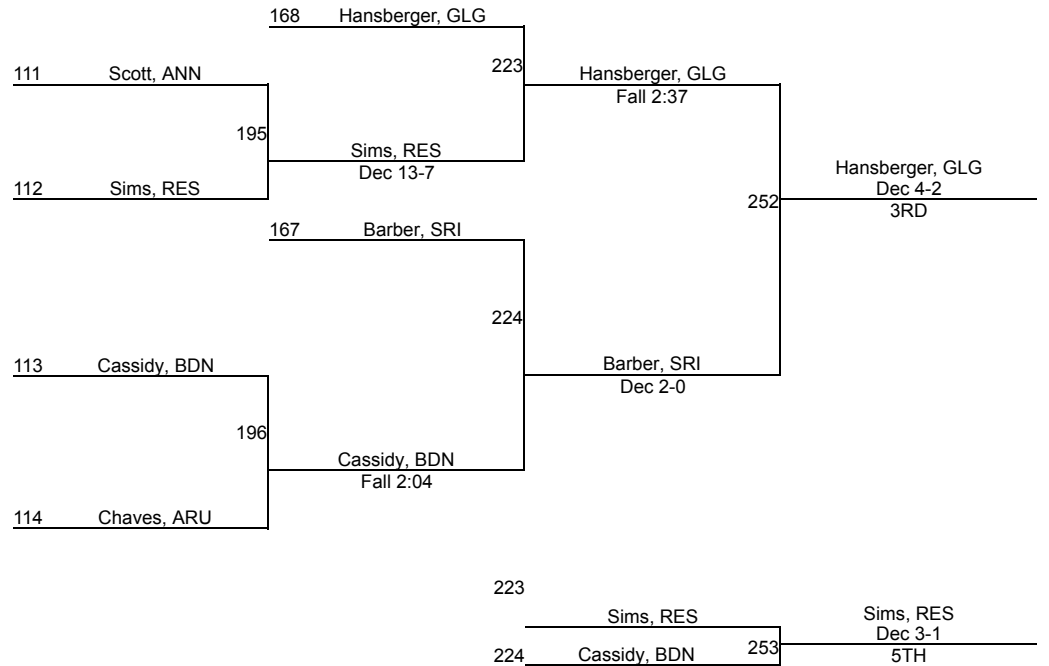 168 Hansberger, GLG
223
111 Scott, ANN
Hansberger, GLG
Fall 2:37
195
Sims, RES
Dec 13-7
112 Sims, RES
Hansberger, GLG
Dec 4-2
3RD
252
167 Barber, SRI
224
113 Cassidy, BDN
Barber, SRI
Dec 2-0
196
Cassidy, BDN
Fall 2:04
114 Chaves, ARU
223
Sims, RES
Sims, RES
Dec 3-1
5TH
253
224 Cassidy, BDN